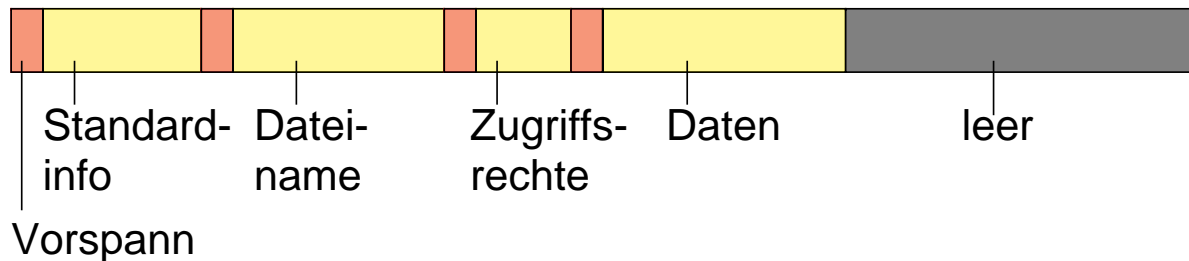 Standard- Datei- Zugriffs- Daten leer
info name rechte
Vorspann